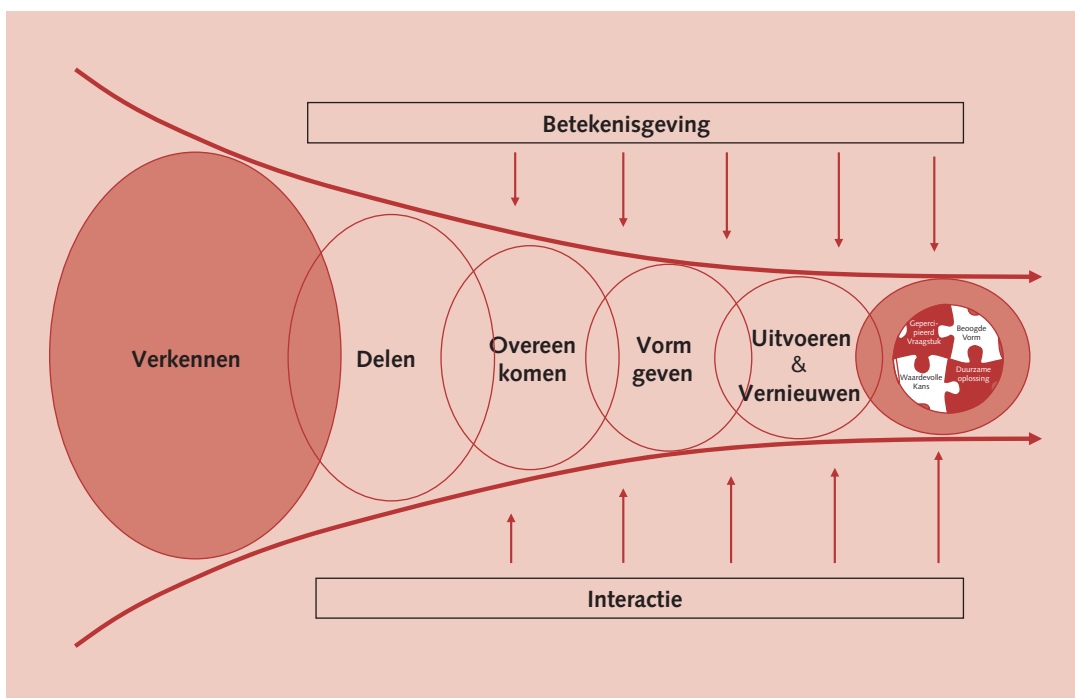 Betekenisgeving
Verkennen
Delen
Overeen
komen
Vorm
geven
Uitvoeren
&
Vernieuwen
Geperci-
pieerd
Vraagstuk
Beoogde
Vorm
Waardevolle
Kans
Duurzame
oplossing
Interactie